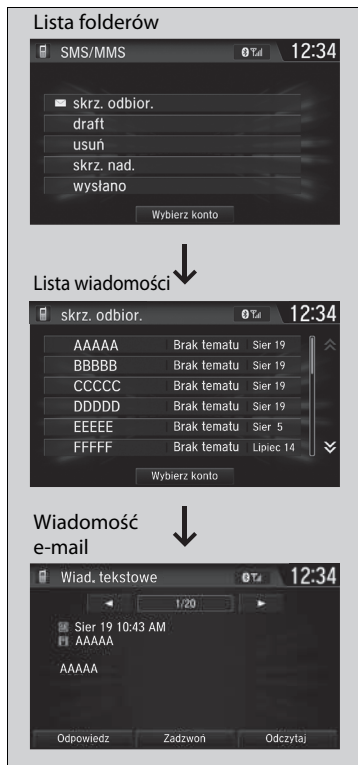 Lista folderów
SMS/MMS 12:34
skrz. odbior.
draft
usuń
skrz. nad.
wysłano
Wybierz konto
Lista wiadomości
skrz. odbior. 12:34
AAAAA Brak tematu Sier 19
BBBBB Brak tematu Sier 19
CCCCC Brak tematu Sier 19
DDDDD Brak tematu Sier 19
EEEEE Brak tematu Sier 5
FFFFF Brak tematu Lipiec 14
Wybierz konto
Wiadomość
e-mail
Wiad. tekstowe 12:34
1/20
Sier 19 10:43 AM
AAAAA
AAAAA
Odpowiedz Zadzwoń Odczytaj